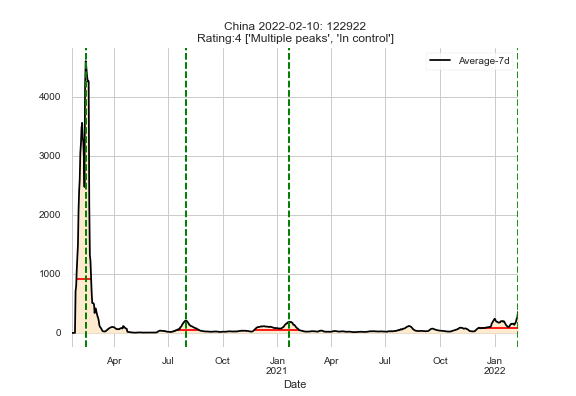 China 2022-02-10: 122922
Rating:4 ['Multiple peaks', 'In control']
Average-7d
4000
3000
2000
1000
0
Apr Jul Oct Jan Apr Jul Oct Jan
2021 2022
Date